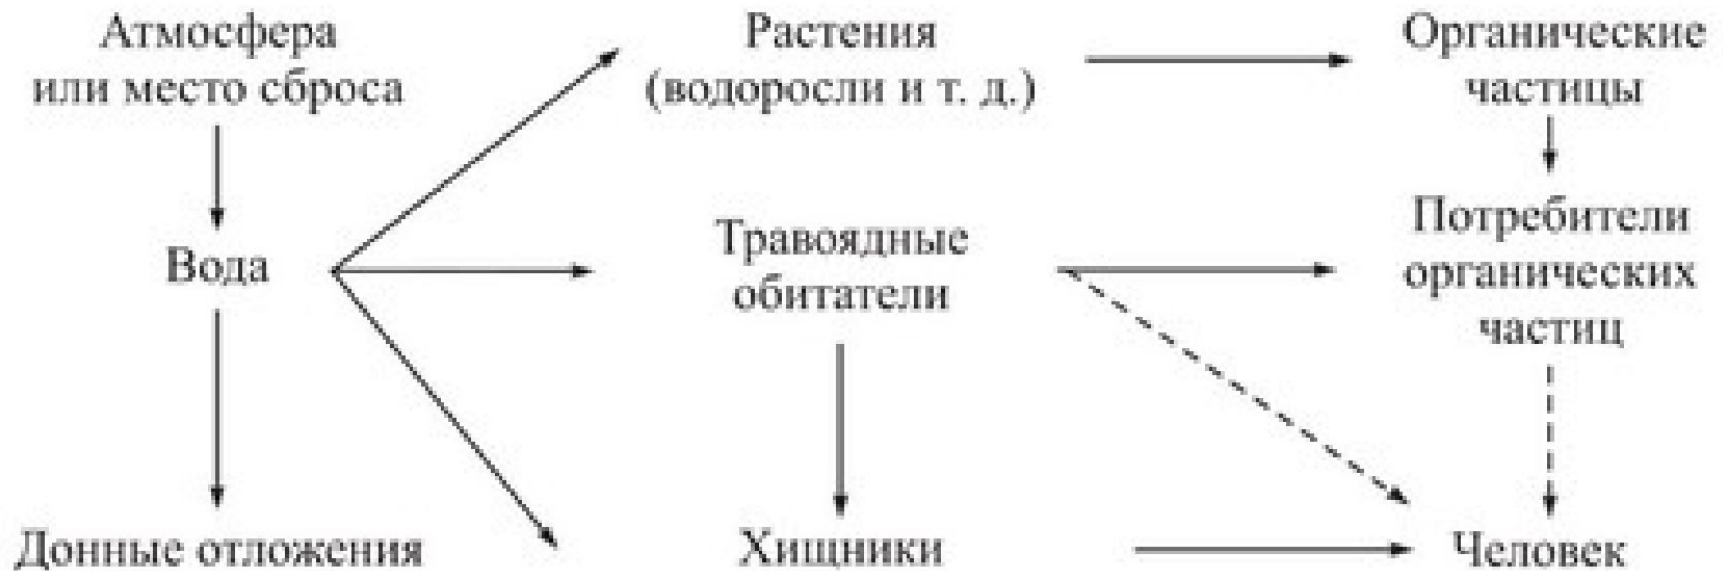 Атмосфера
или место сброса
Растения
(водоросли и т. д.)
Органические
частицы
Вода
Травоядные
обитатели
Потребители
органических
частиц
Донные отложения
Хищники
Человек